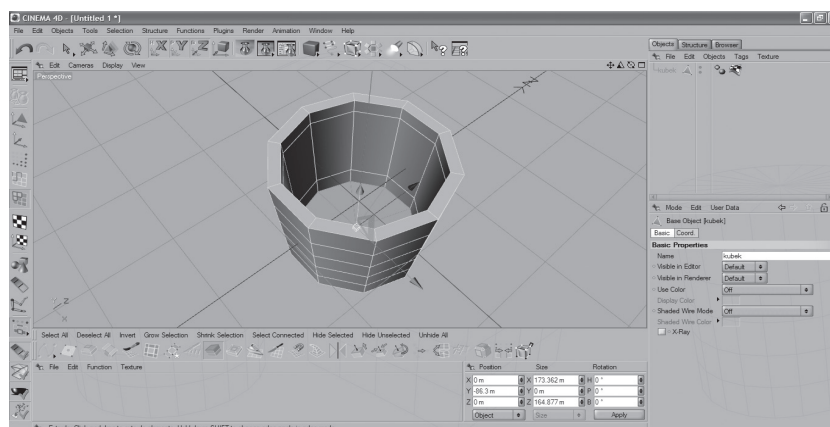 CINEMA 4D - [Untitled 1 *]
File Edit Objects Tools Selection Structure Functions Plugins Render Animation Window Help
Objects Structure Browser
File Edit Objects Tags Texture
kubek
Edit Cameras Display View
Perspective
Y Z
X
Mode Edit User Data
Base Object [kubek]
Basic Coord.
Basic Properties
Name kubek
Visible in Editor Default
Visible in Renderer Default
Use Color Off
Display Color
Shaded Wire Mode Off
Shaded Wire Color
X-Ray
Select All Deselect All Invert Grow Selection Shrink Selection Select Connected Hide Selected Hide Unselected Unhide All
File Edit Function Texture
Position Size Rotation
X 0 m X 173.362 m H 0 °
Y -86.3 m Y 0 m P 0 °
Z 0 m Z 164.877 m B 0 °
Object Size Apply